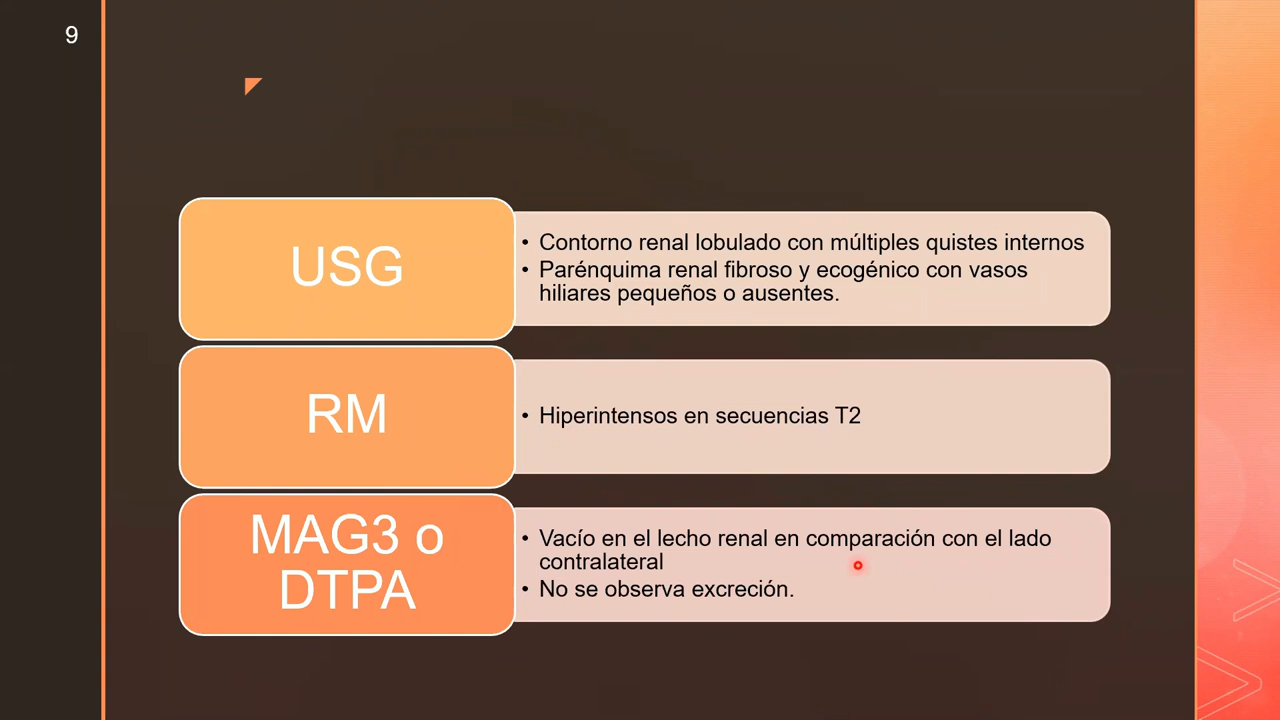 9
USG
• Contorno renal lobulado con múltiples quistes internos
• Parénquima renal fibroso y ecogénico con vasos
hiliares pequeños o ausentes.
RM
• Hiperintensos en secuencias T2
MAG3 o
DTPA
• Vacío en el lecho renal en comparación con el lado
contralateral
• No se observa excreción.